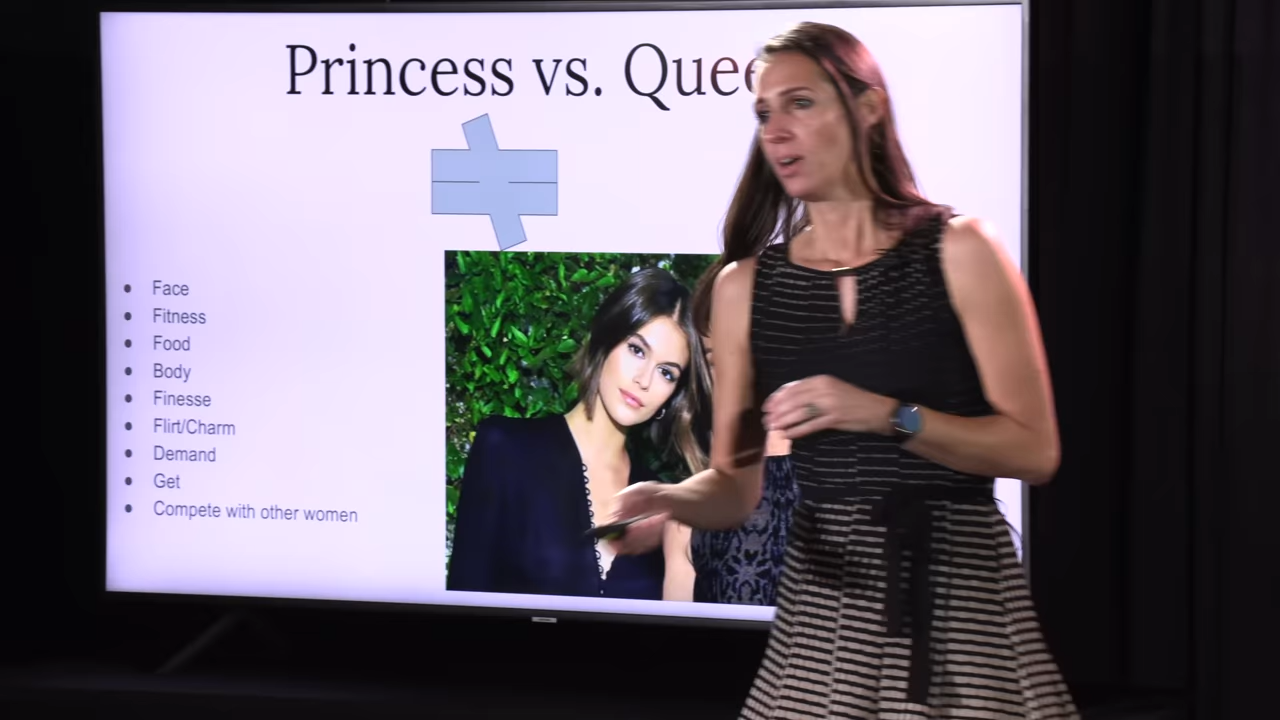 Princess vs. Quee
Face
Fitness
Food
Body
Finesse
Flirt/Charm
Demand
Get
Compete with other women